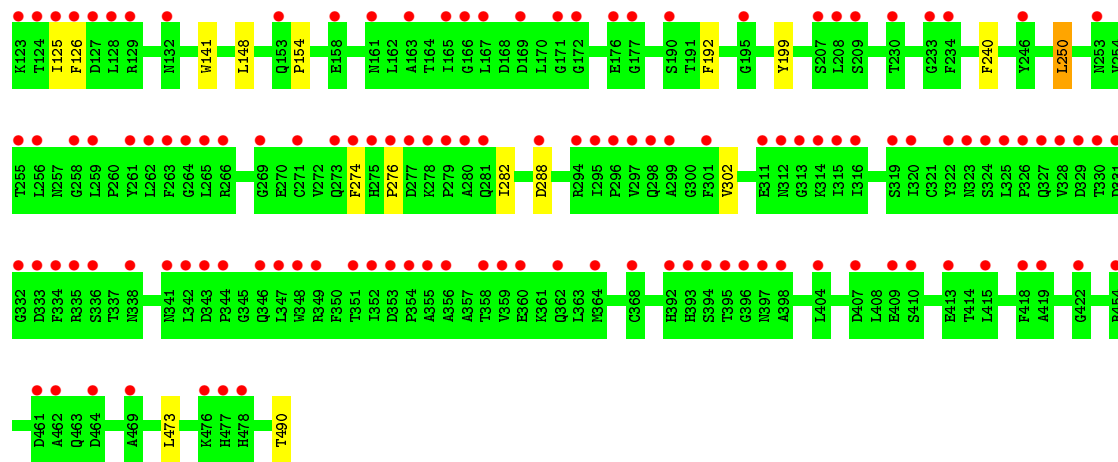 K123 T124 I125 F126 D127 L128 R129 N132 W141 L148 Q153 P154 E158 N161 L162 A163 T164 I165 G166 L167 D168 D169 L170 G171 G172 E176 G177 S190 T191 F192 G195 Y199 S207 L208 S209 T230 G233 F234 F240 Y246 L250 N253 V254
T255 L256 N257 G258 L259 P260 Y261 L262 F263 G264 L265 R266 G269 E270 C271 V272 Q273 F274 H275 P276 D277 K278 P279 A280 Q281 I282 D288 R294 I295 P296 V297 Q298 A299 G300 F301 V302 E311 N312 G313 K314 I315 T316 S319 I320 C321 Y322 N323 S324 L325 P326 Q327 V328 D329 T330
G332 D333 F334 R335 S336 T337 N338 N341 L342 D343 P344 G345 Q346 L347 W348 R349 F350 T351 I352 D353 P354 A355 A356 A357 T358 V359 E360 K361 Q362 L363 M364 C368 H392 H393 S394 T395 G396 N397 A398 L404 D407 L408 E409 S410 E413 T414 L415 F418 A419 G422
D461 A462 Q463 D464 A469 L473 K476 H477 H478 T490